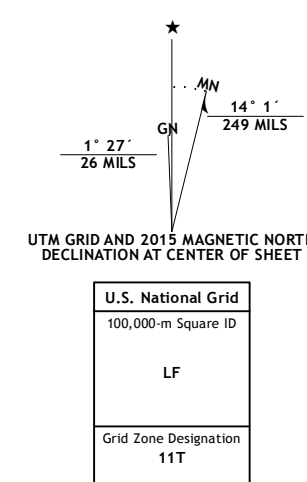 ★
MN
GN
14° 1´
249 MILS
1° 27´
26 MILS
UTM GRID AND 2015 MAGNETIC NORTH
DECLINATION AT CENTER OF SHEET
U.S. National Grid
100,000-m Square ID
LF
Grid Zone Designation
11T